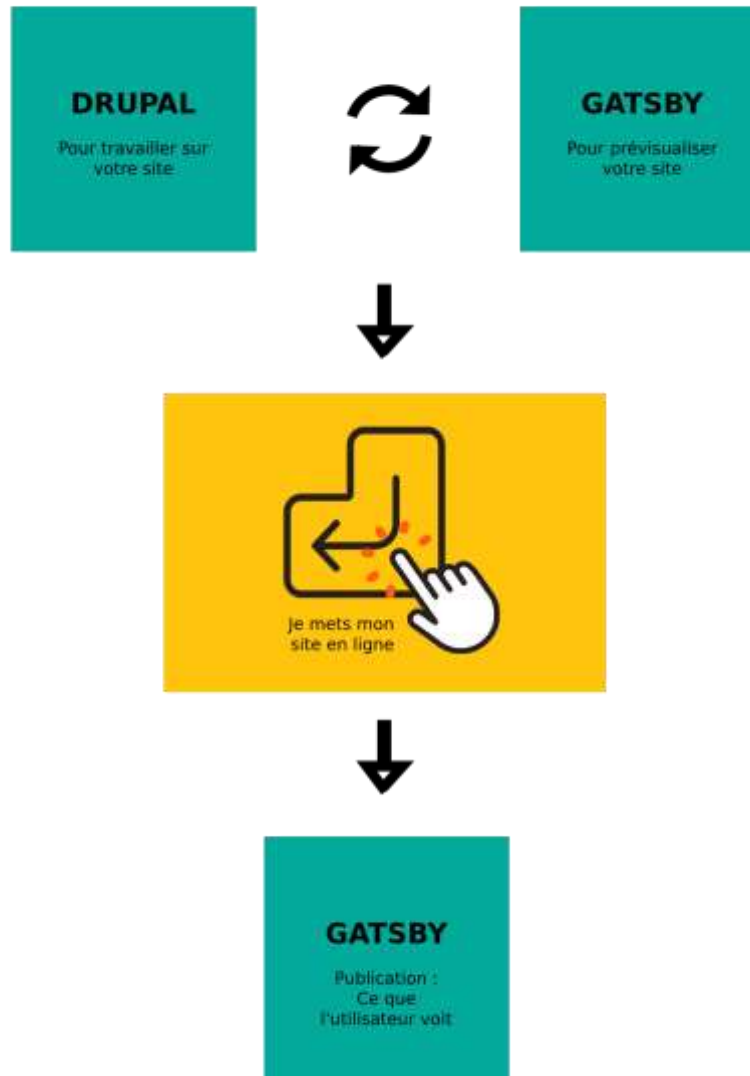 DRUPAL
Pour travailler sur
votre site
GATSBY
Pour prévisualiser
votre site
Je mets mon
site en ligne
GATSBY
Publication :
Ce que
l'utilisateur voit